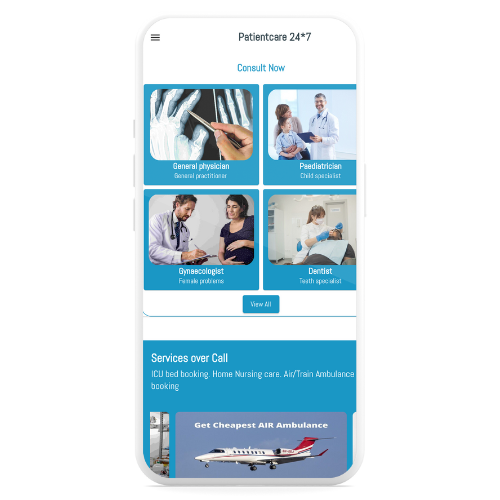 Patientcare 24*7
Consult Now
General physician
General practitioner
Paediatrician
Child specialist
Gynaecologist
Female problems
Dentist
Teeth specialist
View All
Services over Call
ICU bed booking. Home Nursing care. Air/Train Ambulance
booking
Get Cheapest AIR Ambulance